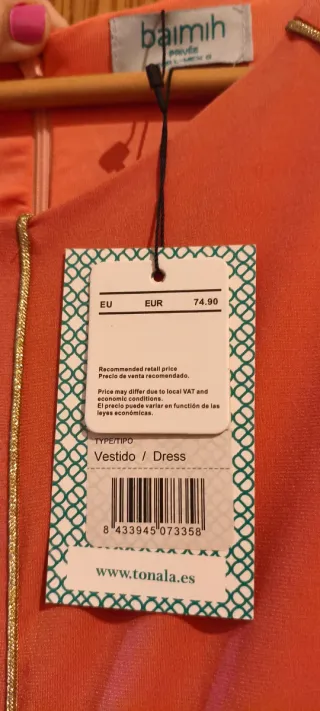 baimih
PRIVÉE
EU EUR 74.90
Recommended retail price
Precio de venta recomendado.
Price may differ due to local VAT and
economic conditions.
El precio puede variar en función de las
leyes económicas.
TYPE/TIPO
Vestido / Dress
8 433945 073358
www.tonala.es